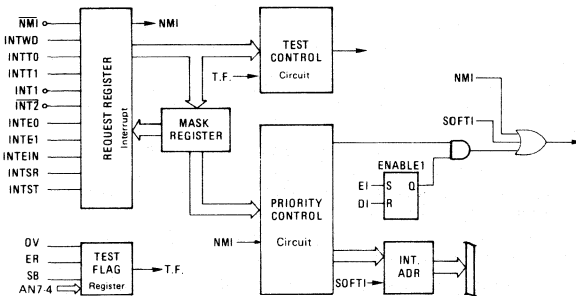 NMI
INTWD
INTT0
INTT1
INT1
INT2
INTE0
INTE1
INTEIN
INTSR
INTST
REQUEST REGISTER
Interrupt
NMI
TEST
CONTROL
Circuit
T.F.
MASK
REGISTER
PRIORITY
CONTROL
Circuit
NMI
NMI
SOFTI
ENABLE1
EI
S
Q
DI
R
INT.
ADR
SOFTI
OV
ER
SB
AN7-4
TEST
FLAG
Register
T.F.